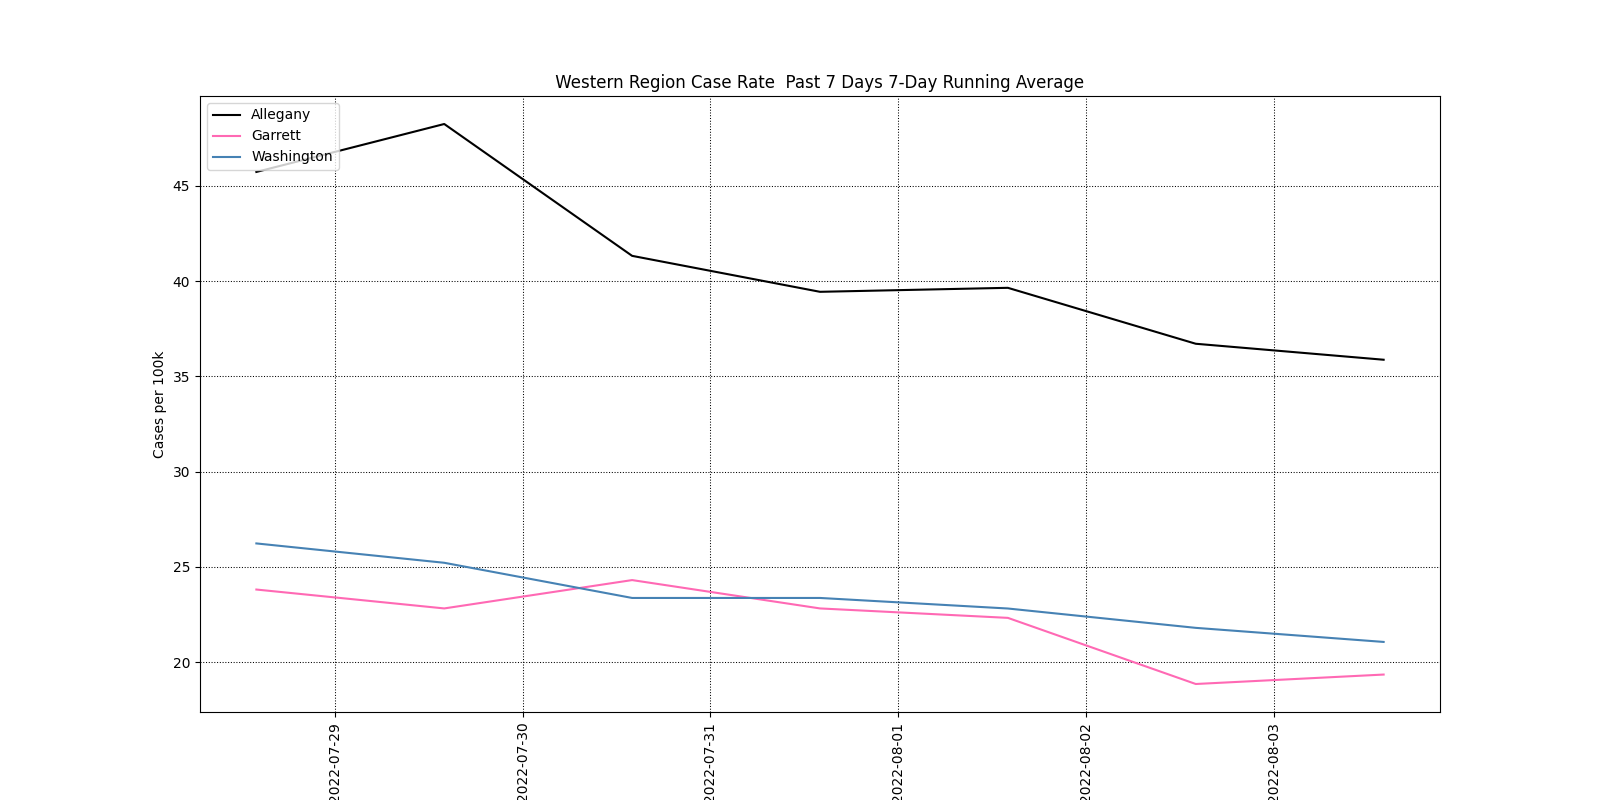 Western Region Case Rate  Past 7 Days 7-Day Running Average
Allegany
Garrett
Washington
45
40
35
30
25
20
Cases per 100k
2022-07-29
2022-07-30
2022-07-31
2022-08-01
2022-08-02
2022-08-03